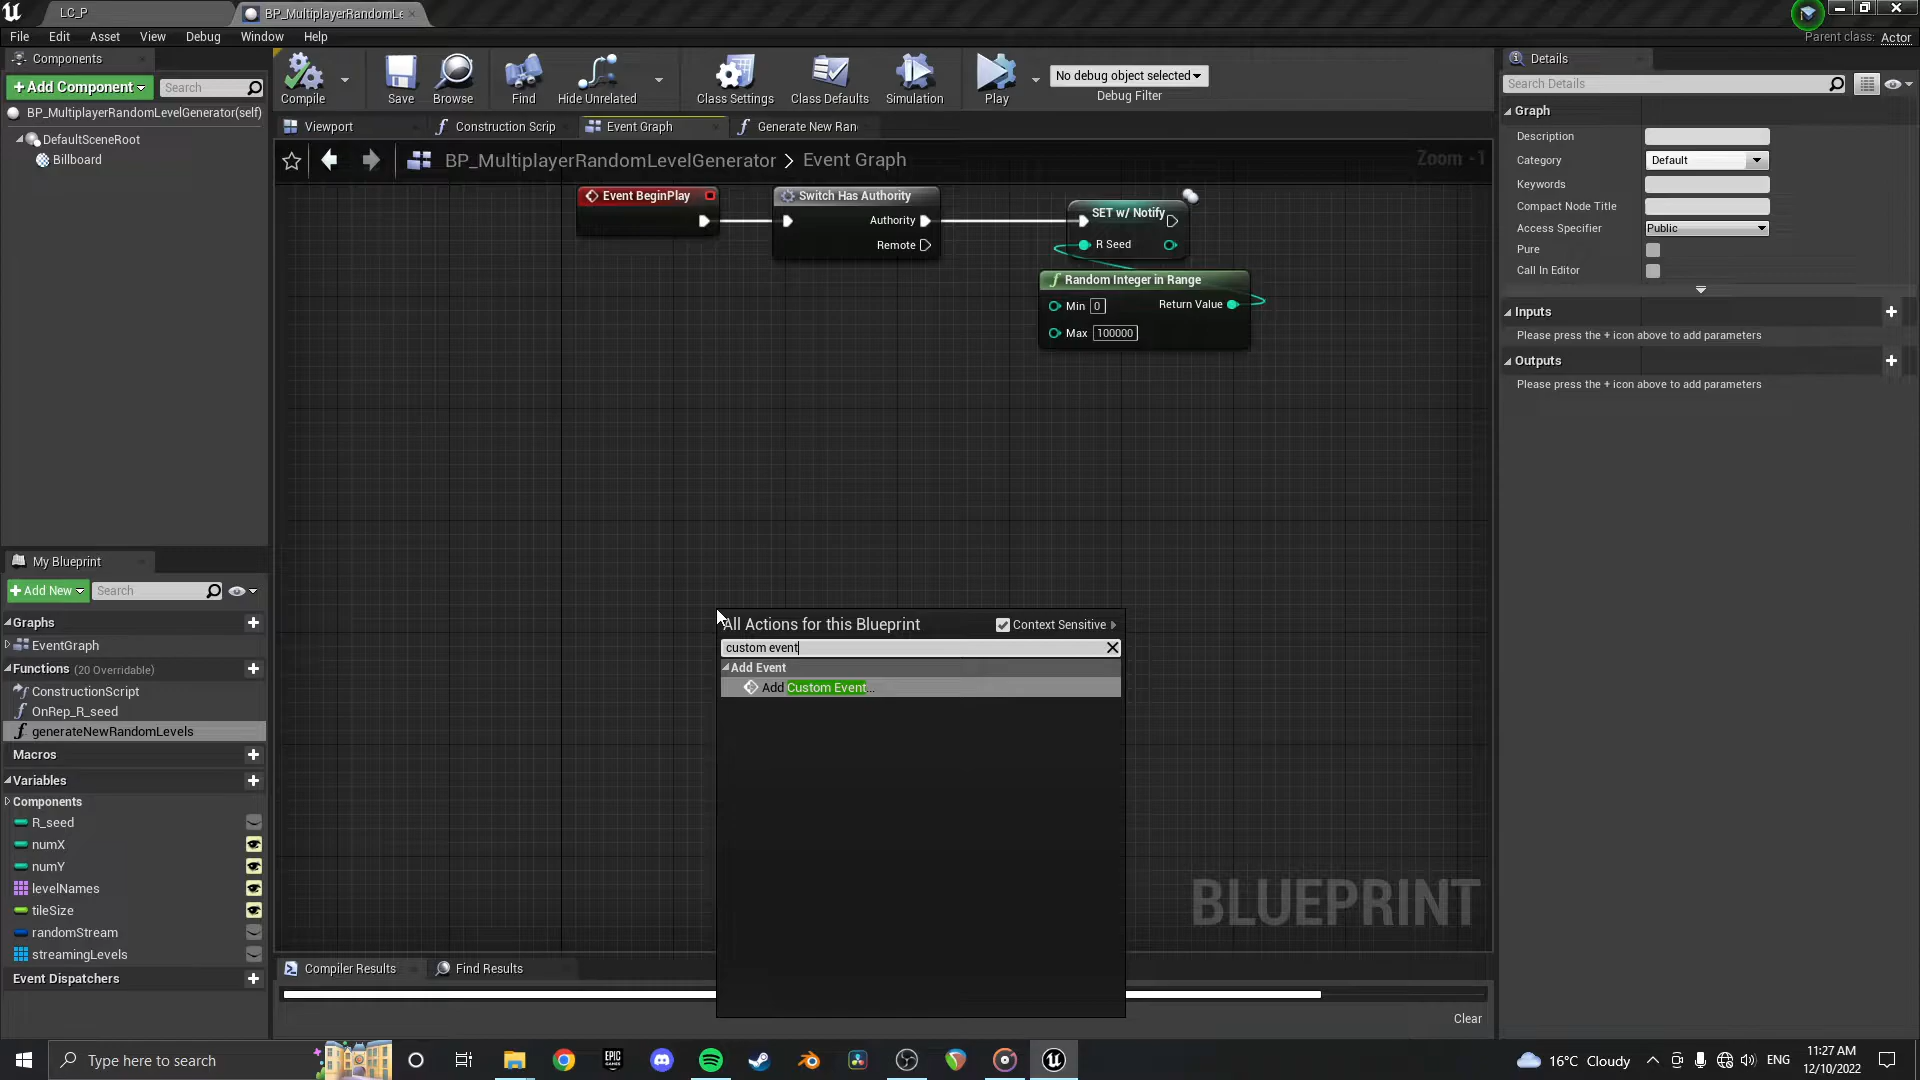 LC_P
BP_MultiplayerRandomLe
File Edit Asset View Debug Window Help
Parent class: Actor
Components
+Add Component
Search
BP_MultiplayerRandomLevelGenerator(self)
DefaultSceneRoot
Billboard
Compile
Save
Browse
Find
Hide Unrelated
Class Settings
Class Defaults
Simulation
Play
No debug object selected
Debug Filter
Viewport
Construction Scrip
Event Graph
Generate New Ran
BP_MultiplayerRandomLevelGenerator > Event Graph
Zoom -1
Event BeginPlay
Switch Has Authority
Authority
Remote
SET w/ Notify
R Seed
Random Integer in Range
Min 0
Return Value
Max 100000
All Actions for this Blueprint
Context Sensitive
custom event
Add Event
Add Custom Event...
BLUEPRINT
My Blueprint
+Add New
Search
Graphs
EventGraph
Functions (20 Overridable)
ConstructionScript
OnRep_R_seed
generateNewRandomLevels
Macros
Variables
Components
R_seed
numX
numY
levelNames
tileSize
randomStream
streamingLevels
Event Dispatchers
Compiler Results
Find Results
Clear
Details
Search Details
Graph
Description
Category Default
Keywords
Compact Node Title
Access Specifier Public
Pure
Call In Editor
Inputs
Please press the + icon above to add parameters
Outputs
Please press the + icon above to add parameters
Type here to search
EPIC GAMES
16°C Cloudy
ENG
11:27 AM
12/10/2022